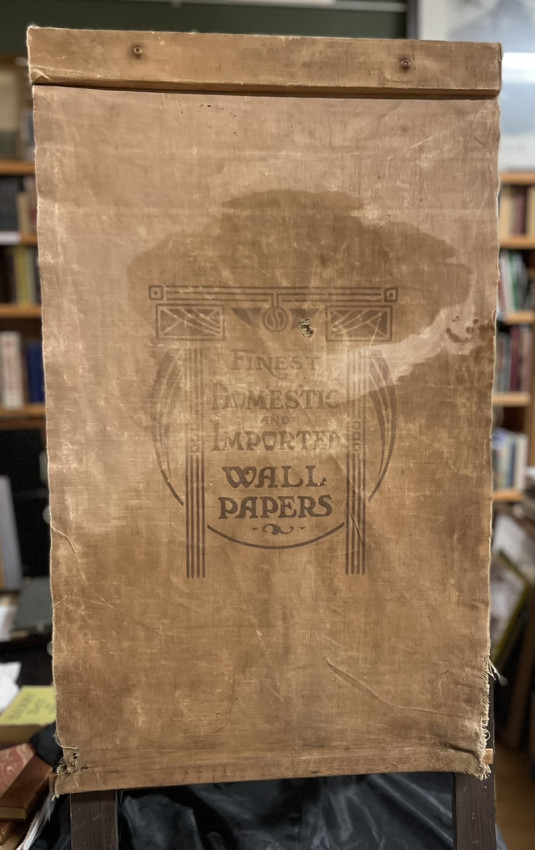 FINEST
DOMESTIC
AND
IMPORTED
WALL
PAPERS